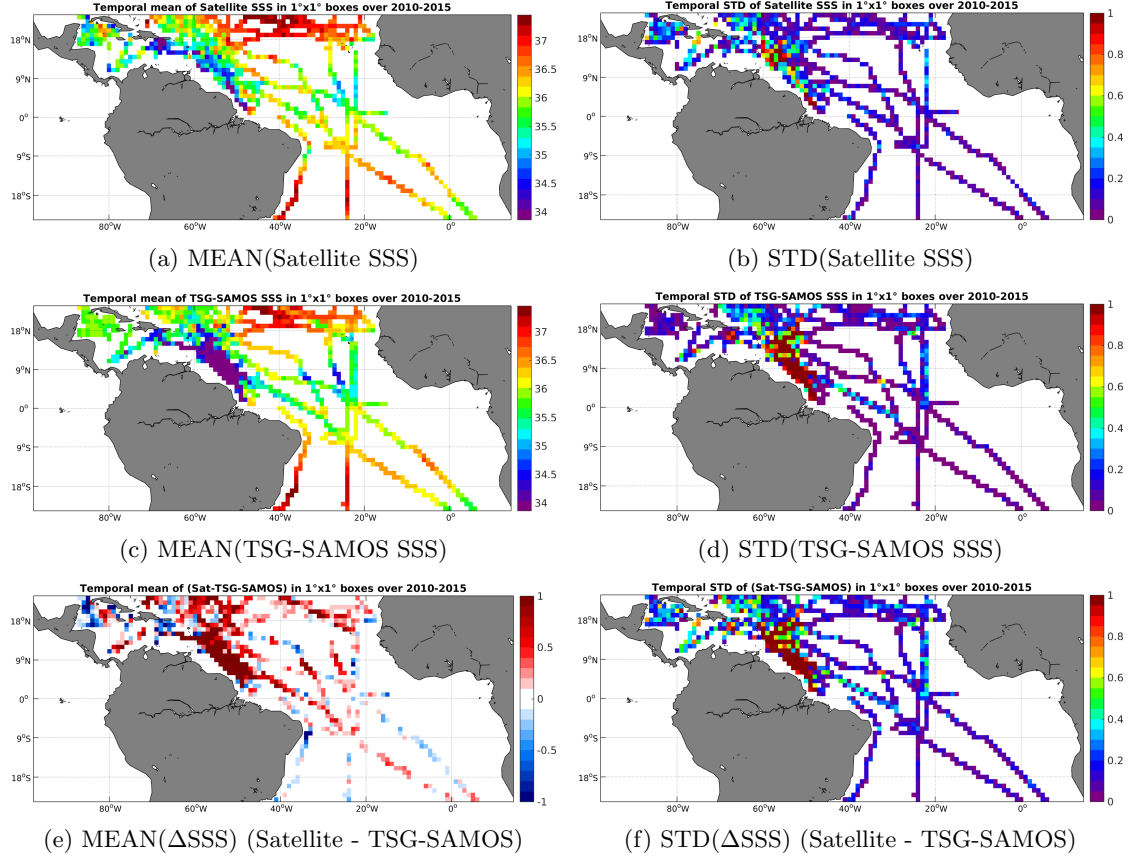 Temporal mean of Satellite SSS in 1°x1° boxes over 2010-2015
18°N
9°N
0°
9°S
18°S
80°W 60°W 40°W 20°W 0°
37
36.5
36
35.5
35
34.5
34
(a) MEAN(Satellite SSS)
Temporal STD of Satellite SSS in 1°x1° boxes over 2010-2015
18°N
9°N
0°
9°S
18°S
80°W 60°W 40°W 20°W 0°
1
0.8
0.6
0.4
0.2
0
(b) STD(Satellite SSS)
Temporal mean of TSG-SAMOS SSS in 1°x1° boxes over 2010-2015
18°N
9°N
0°
9°S
18°S
80°W 60°W 40°W 20°W 0°
37
36.5
36
35.5
35
34.5
34
(c) MEAN(TSG-SAMOS SSS)
Temporal STD of TSG-SAMOS SSS in 1°x1° boxes over 2010-2015
18°N
9°N
0°
9°S
18°S
80°W 60°W 40°W 20°W 0°
1
0.8
0.6
0.4
0.2
0
(d) STD(TSG-SAMOS SSS)
Temporal mean of (Sat-TSG-SAMOS) in 1°x1° boxes over 2010-2015
18°N
9°N
0°
9°S
18°S
80°W 60°W 40°W 20°W 0°
1
0.5
0
-0.5
-1
(e) MEAN(ΔSSS) (Satellite - TSG-SAMOS)
Temporal STD of (Sat-TSG-SAMOS) in 1°x1° boxes over 2010-2015
18°N
9°N
0°
9°S
18°S
80°W 60°W 40°W 20°W 0°
1
0.8
0.6
0.4
0.2
0
(f) STD(ΔSSS) (Satellite - TSG-SAMOS)